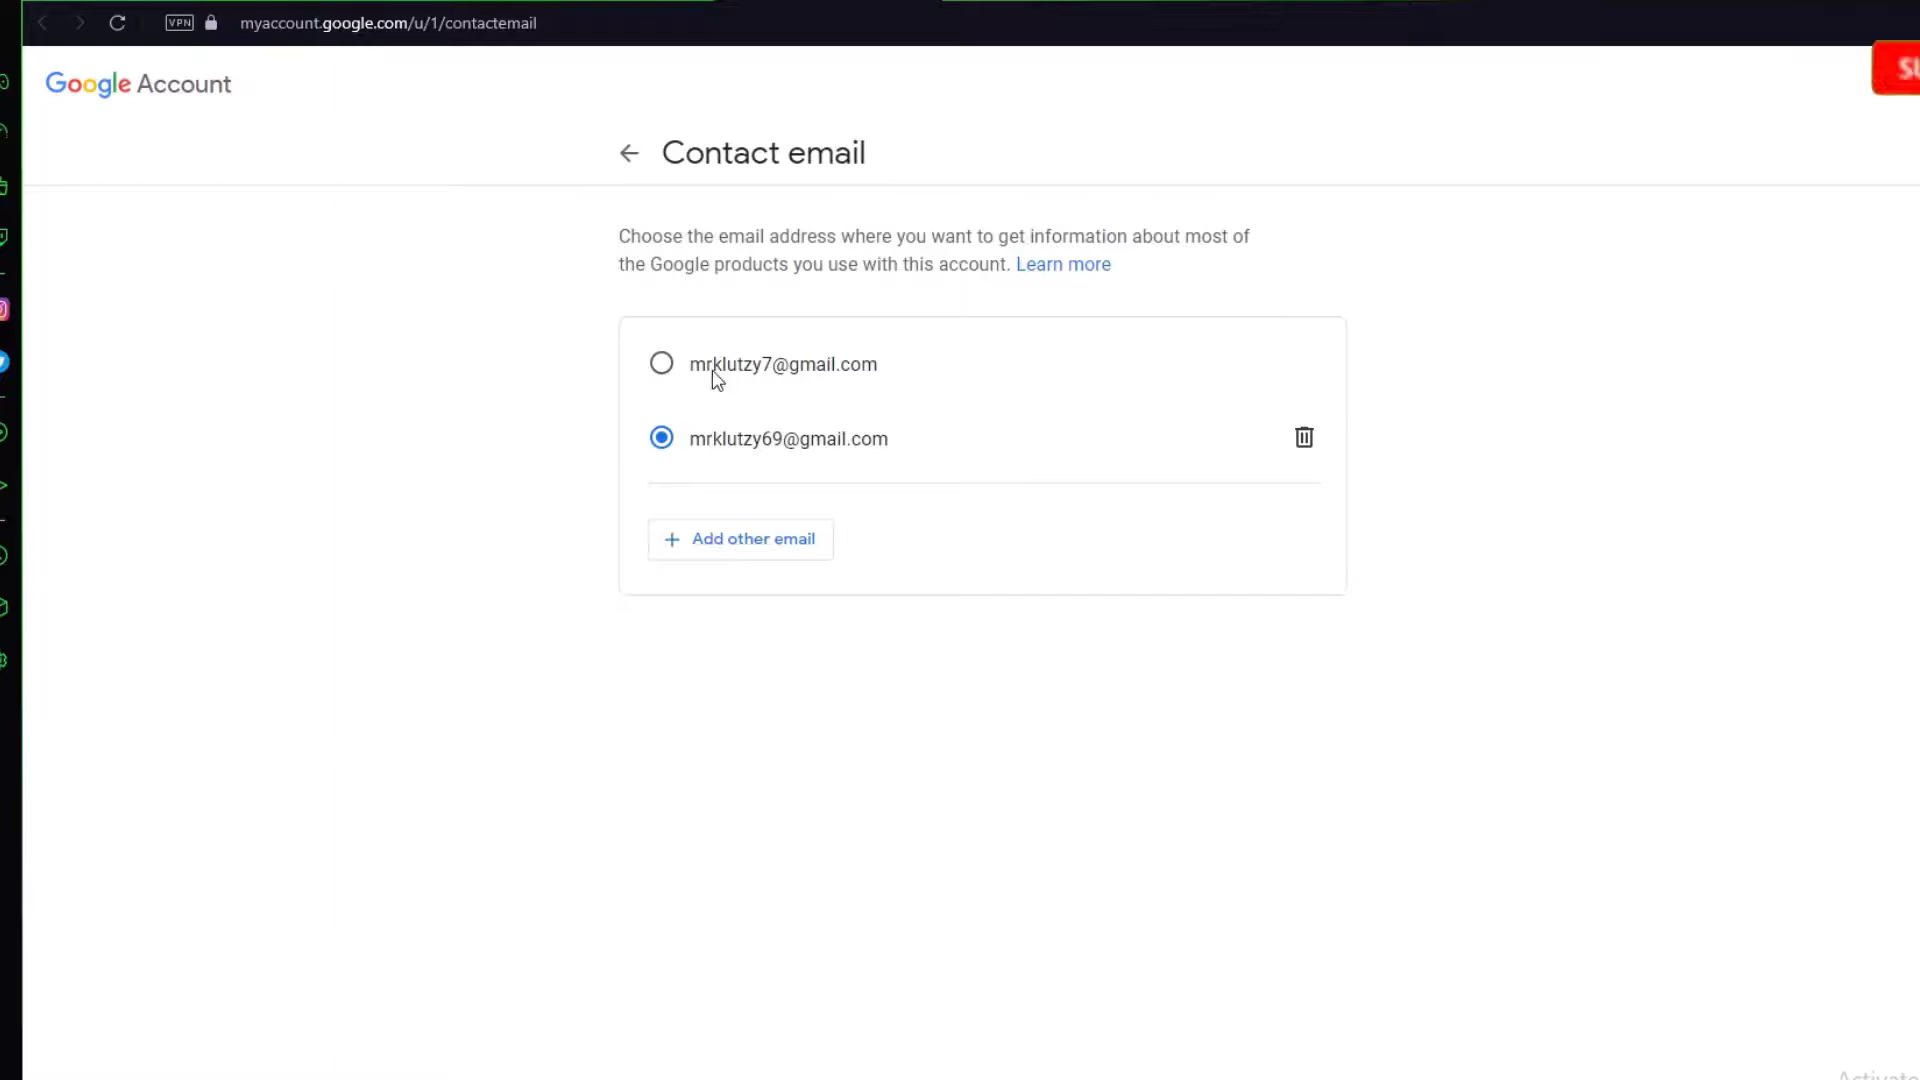 VPN
myaccount.google.com/u/1/contactemail
Google Account
Contact email
Choose the email address where you want to get information about most of
the Google products you use with this account. Learn more
mrklutzy7@gmail.com
mrklutzy69@gmail.com
+ Add other email